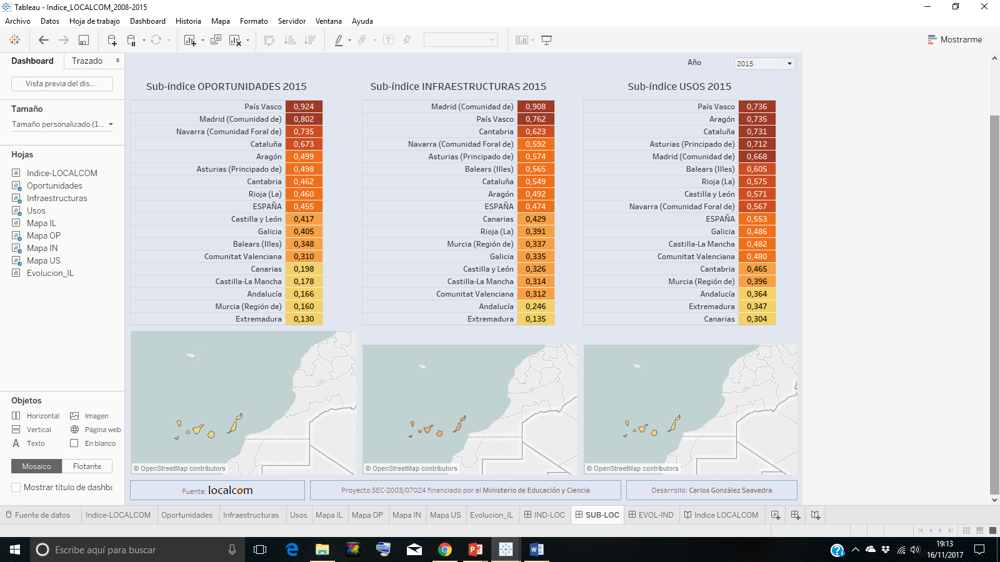 Tableau - Indice_LOCALCOM_2008-2015
Archivo Datos Hoja de trabajo Dashboard Historia Mapa Formato Servidor Ventana Ayuda
Mostrarme
Dashboard Trazado
Vista previa del dis...
Tamaño
Tamaño personalizado (1...
Hojas
Indice-LOCALCOM
Oportunidades
Infraestructuras
Usos
Mapa IL
Mapa OP
Mapa IN
Mapa US
Evolucion_IL
Objetos
Horizontal Imagen
Vertical Página web
Texto En blanco
Mosaico Flotante
Mostrar título de dashbo
Año 2015
Sub-índice OPORTUNIDADES 2015
País Vasco 0,924
Madrid (Comunidad de) 0,802
Navarra (Comunidad Foral de) 0,735
Cataluña 0,673
Aragón 0,499
Asturias (Principado de) 0,498
Cantabria 0,462
Rioja (La) 0,460
ESPAÑA 0,455
Castilla y León 0,417
Galicia 0,405
Balears (Illes) 0,348
Comunitat Valenciana 0,310
Canarias 0,198
Castilla-La Mancha 0,178
Andalucía 0,166
Murcia (Región de) 0,160
Extremadura 0,130
Sub-índice INFRAESTRUCTURAS 2015
Madrid (Comunidad de) 0,908
País Vasco 0,762
Cantabria 0,623
Navarra (Comunidad Foral de) 0,592
Asturias (Principado de) 0,574
Balears (Illes) 0,565
Cataluña 0,549
Aragón 0,492
ESPAÑA 0,474
Canarias 0,429
Rioja (La) 0,391
Murcia (Región de) 0,337
Galicia 0,335
Castilla y León 0,326
Castilla-La Mancha 0,314
Comunitat Valenciana 0,312
Andalucía 0,246
Extremadura 0,135
Sub-índice USOS 2015
País Vasco 0,736
Aragón 0,735
Cataluña 0,731
Asturias (Principado de) 0,712
Madrid (Comunidad de) 0,668
Balears (Illes) 0,605
Rioja (La) 0,575
Castilla y León 0,571
Navarra (Comunidad Foral de) 0,567
ESPAÑA 0,553
Galicia 0,486
Castilla-La Mancha 0,482
Comunitat Valenciana 0,480
Cantabria 0,465
Murcia (Región de) 0,396
Andalucía 0,364
Extremadura 0,347
Canarias 0,304
© OpenStreetMap contributors
© OpenStreetMap contributors
© OpenStreetMap contributors
Fuente: localcom
Proyecto SEC-2003/07024 financiado por el Ministerio de Educación y Ciencia
Desarrollo: Carlos González Saavedra
Fuente de datos Indice-LOCALCOM Oportunidades Infraestructuras Usos Mapa IL Mapa OP Mapa IN Mapa US Evolucion_IL IND-LOC SUB-LOC EVOL-IND Indice LOCALCOM
Escribe aquí para buscar
19:13
16/11/2017